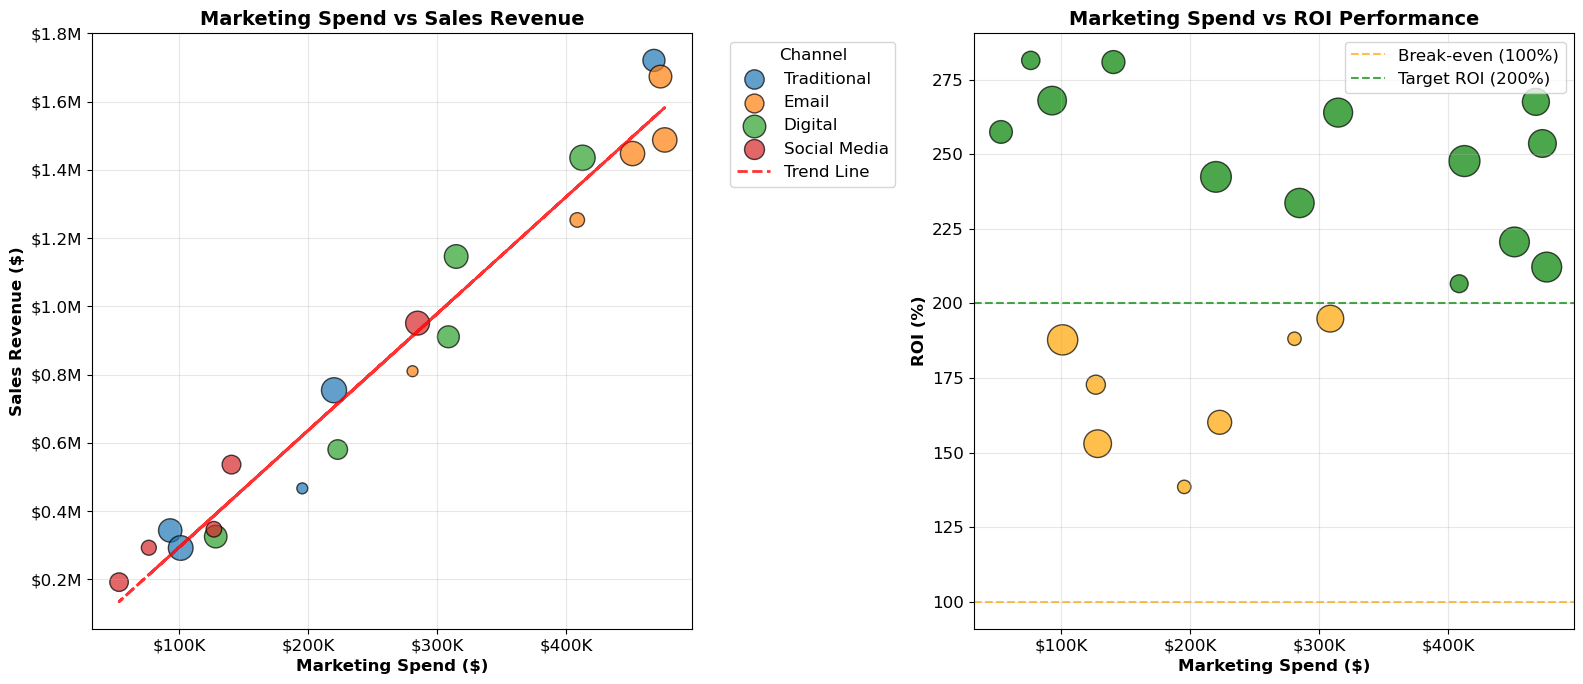 Marketing Spend vs Sales Revenue
Sales Revenue ($)
$1.8M
$1.6M
$1.4M
$1.2M
$1.0M
$0.8M
$0.6M
$0.4M
$0.2M
$100K
$200K
$300K
$400K
Marketing Spend ($)
Channel
Traditional
Email
Digital
Social Media
Trend Line
Marketing Spend vs ROI Performance
ROI (%)
275
250
225
200
175
150
125
100
$100K
$200K
$300K
$400K
Marketing Spend ($)
Break-even (100%)
Target ROI (200%)